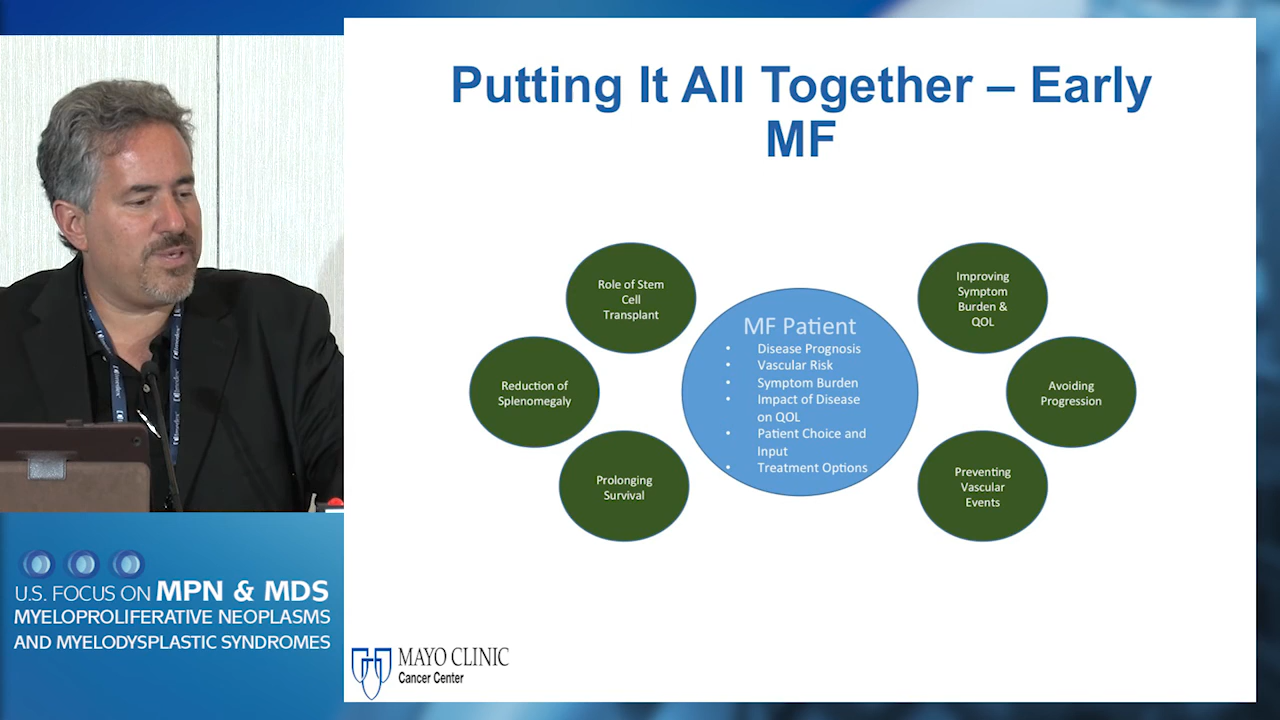 Putting It All Together – Early
MF
Role of Stem
Cell
Transplant
Reduction of
Splenomegaly
Prolonging
Survival
MF Patient
• Disease Prognosis
• Vascular Risk
• Symptom Burden
• Impact of Disease
on QOL
• Patient Choice and
Input
• Treatment Options
Improving
Symptom
Burden &
QOL
Avoiding
Progression
Preventing
Vascular
Events
U.S. FOCUS ON MPN & MDS
MYELOPROLIFERATIVE NEOPLASMS
AND MYELODYSPLASTIC SYNDROMES
MAYO CLINIC
Cancer Center